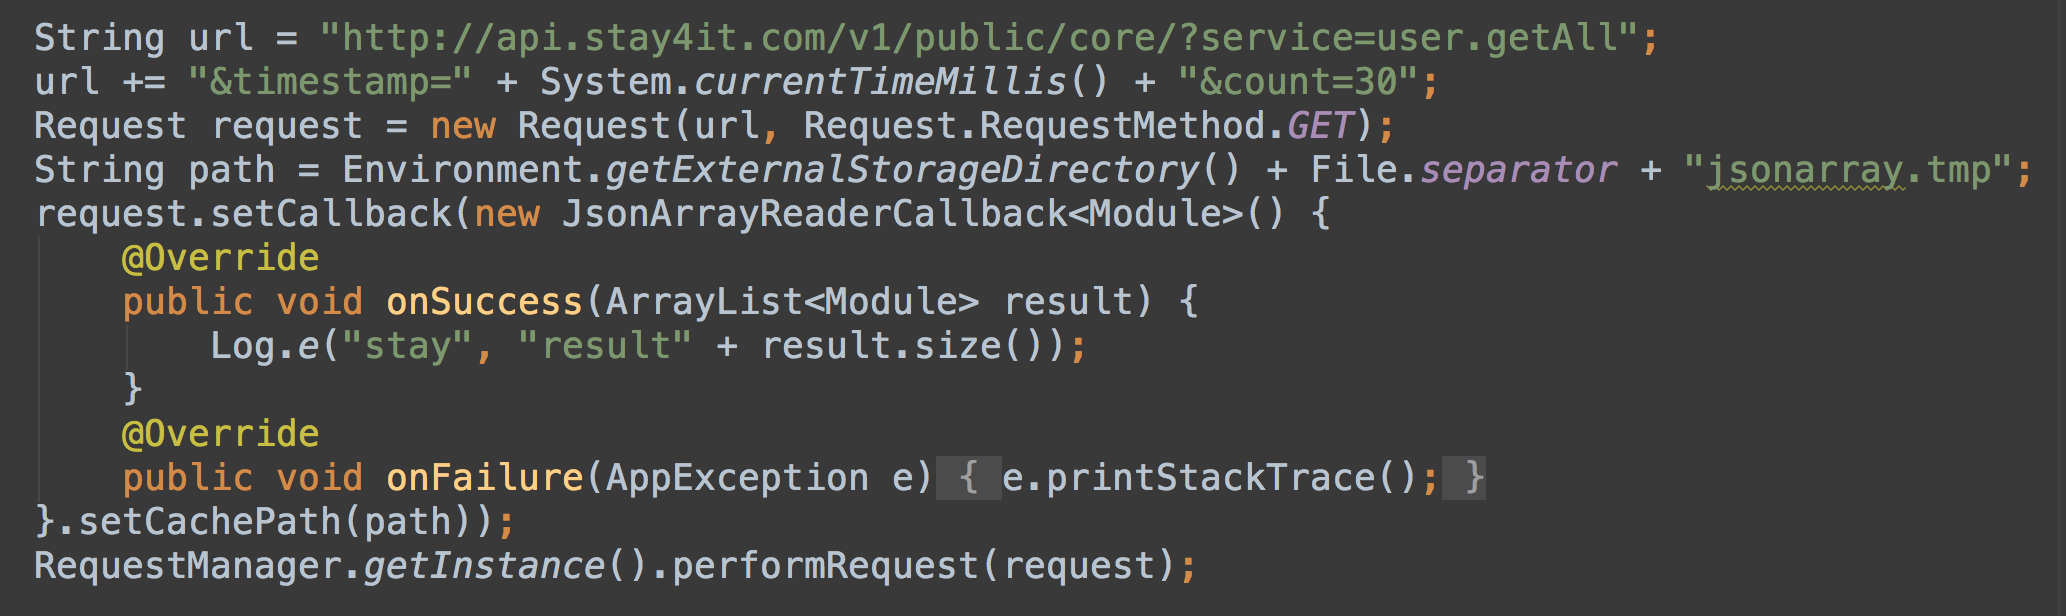 String url = "http://api.stay4it.com/v1/public/core/?service=user.getAll";
url += "&timestamp=" + System.currentTimeMillis() + "&count=30";
Request request = new Request(url, Request.RequestMethod.GET);
String path = Environment.getExternalStorageDirectory() + File.separator + "jsonarray.tmp";
request.setCallback(new JsonArrayReaderCallback<Module>() {
    @Override
    public void onSuccess(ArrayList<Module> result) {
        Log.e("stay", "result" + result.size());
    }
    @Override
    public void onFailure(AppException e) { e.printStackTrace(); }
}.setCachePath(path));
RequestManager.getInstance().performRequest(request);